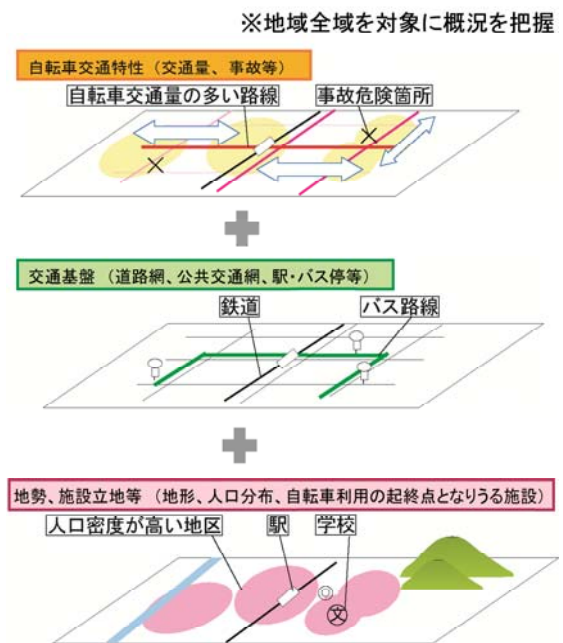 ※地域全域を対象に概況を把握
自転車交通特性（交通量、事故等）
自転車交通量の多い路線
事故危険箇所
交通基盤（道路網、公共交通網、駅・バス停等）
鉄道
バス路線
地勢、施設立地等（地形、人口分布、自転車利用の起終点となりうる施設）
人口密度が高い地区
駅
学校
文